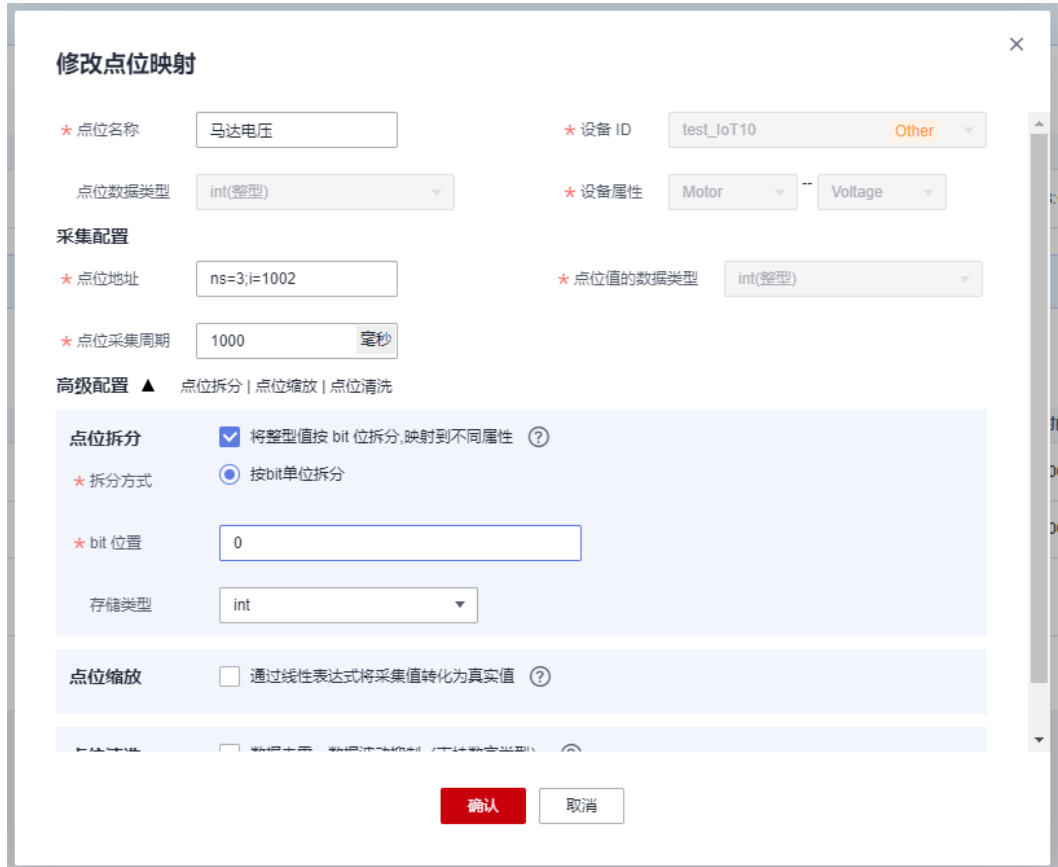 修改点位映射
* 点位名称 马达电压 * 设备 ID test_IoT10 Other
点位数据类型 int(整型) * 设备属性 Motor -- Voltage
采集配置
* 点位地址 ns=3;i=1002 * 点位值的数据类型 int(整型)
* 点位采集周期 1000 毫秒
高级配置 ▲ 点位拆分 | 点位缩放 | 点位清洗
点位拆分 将整型值按 bit 位拆分,映射到不同属性 ?
* 拆分方式 按bit单位拆分
* bit 位置 0
存储类型 int
点位缩放 通过线性表达式将采集值转化为真实值 ?
确认 取消